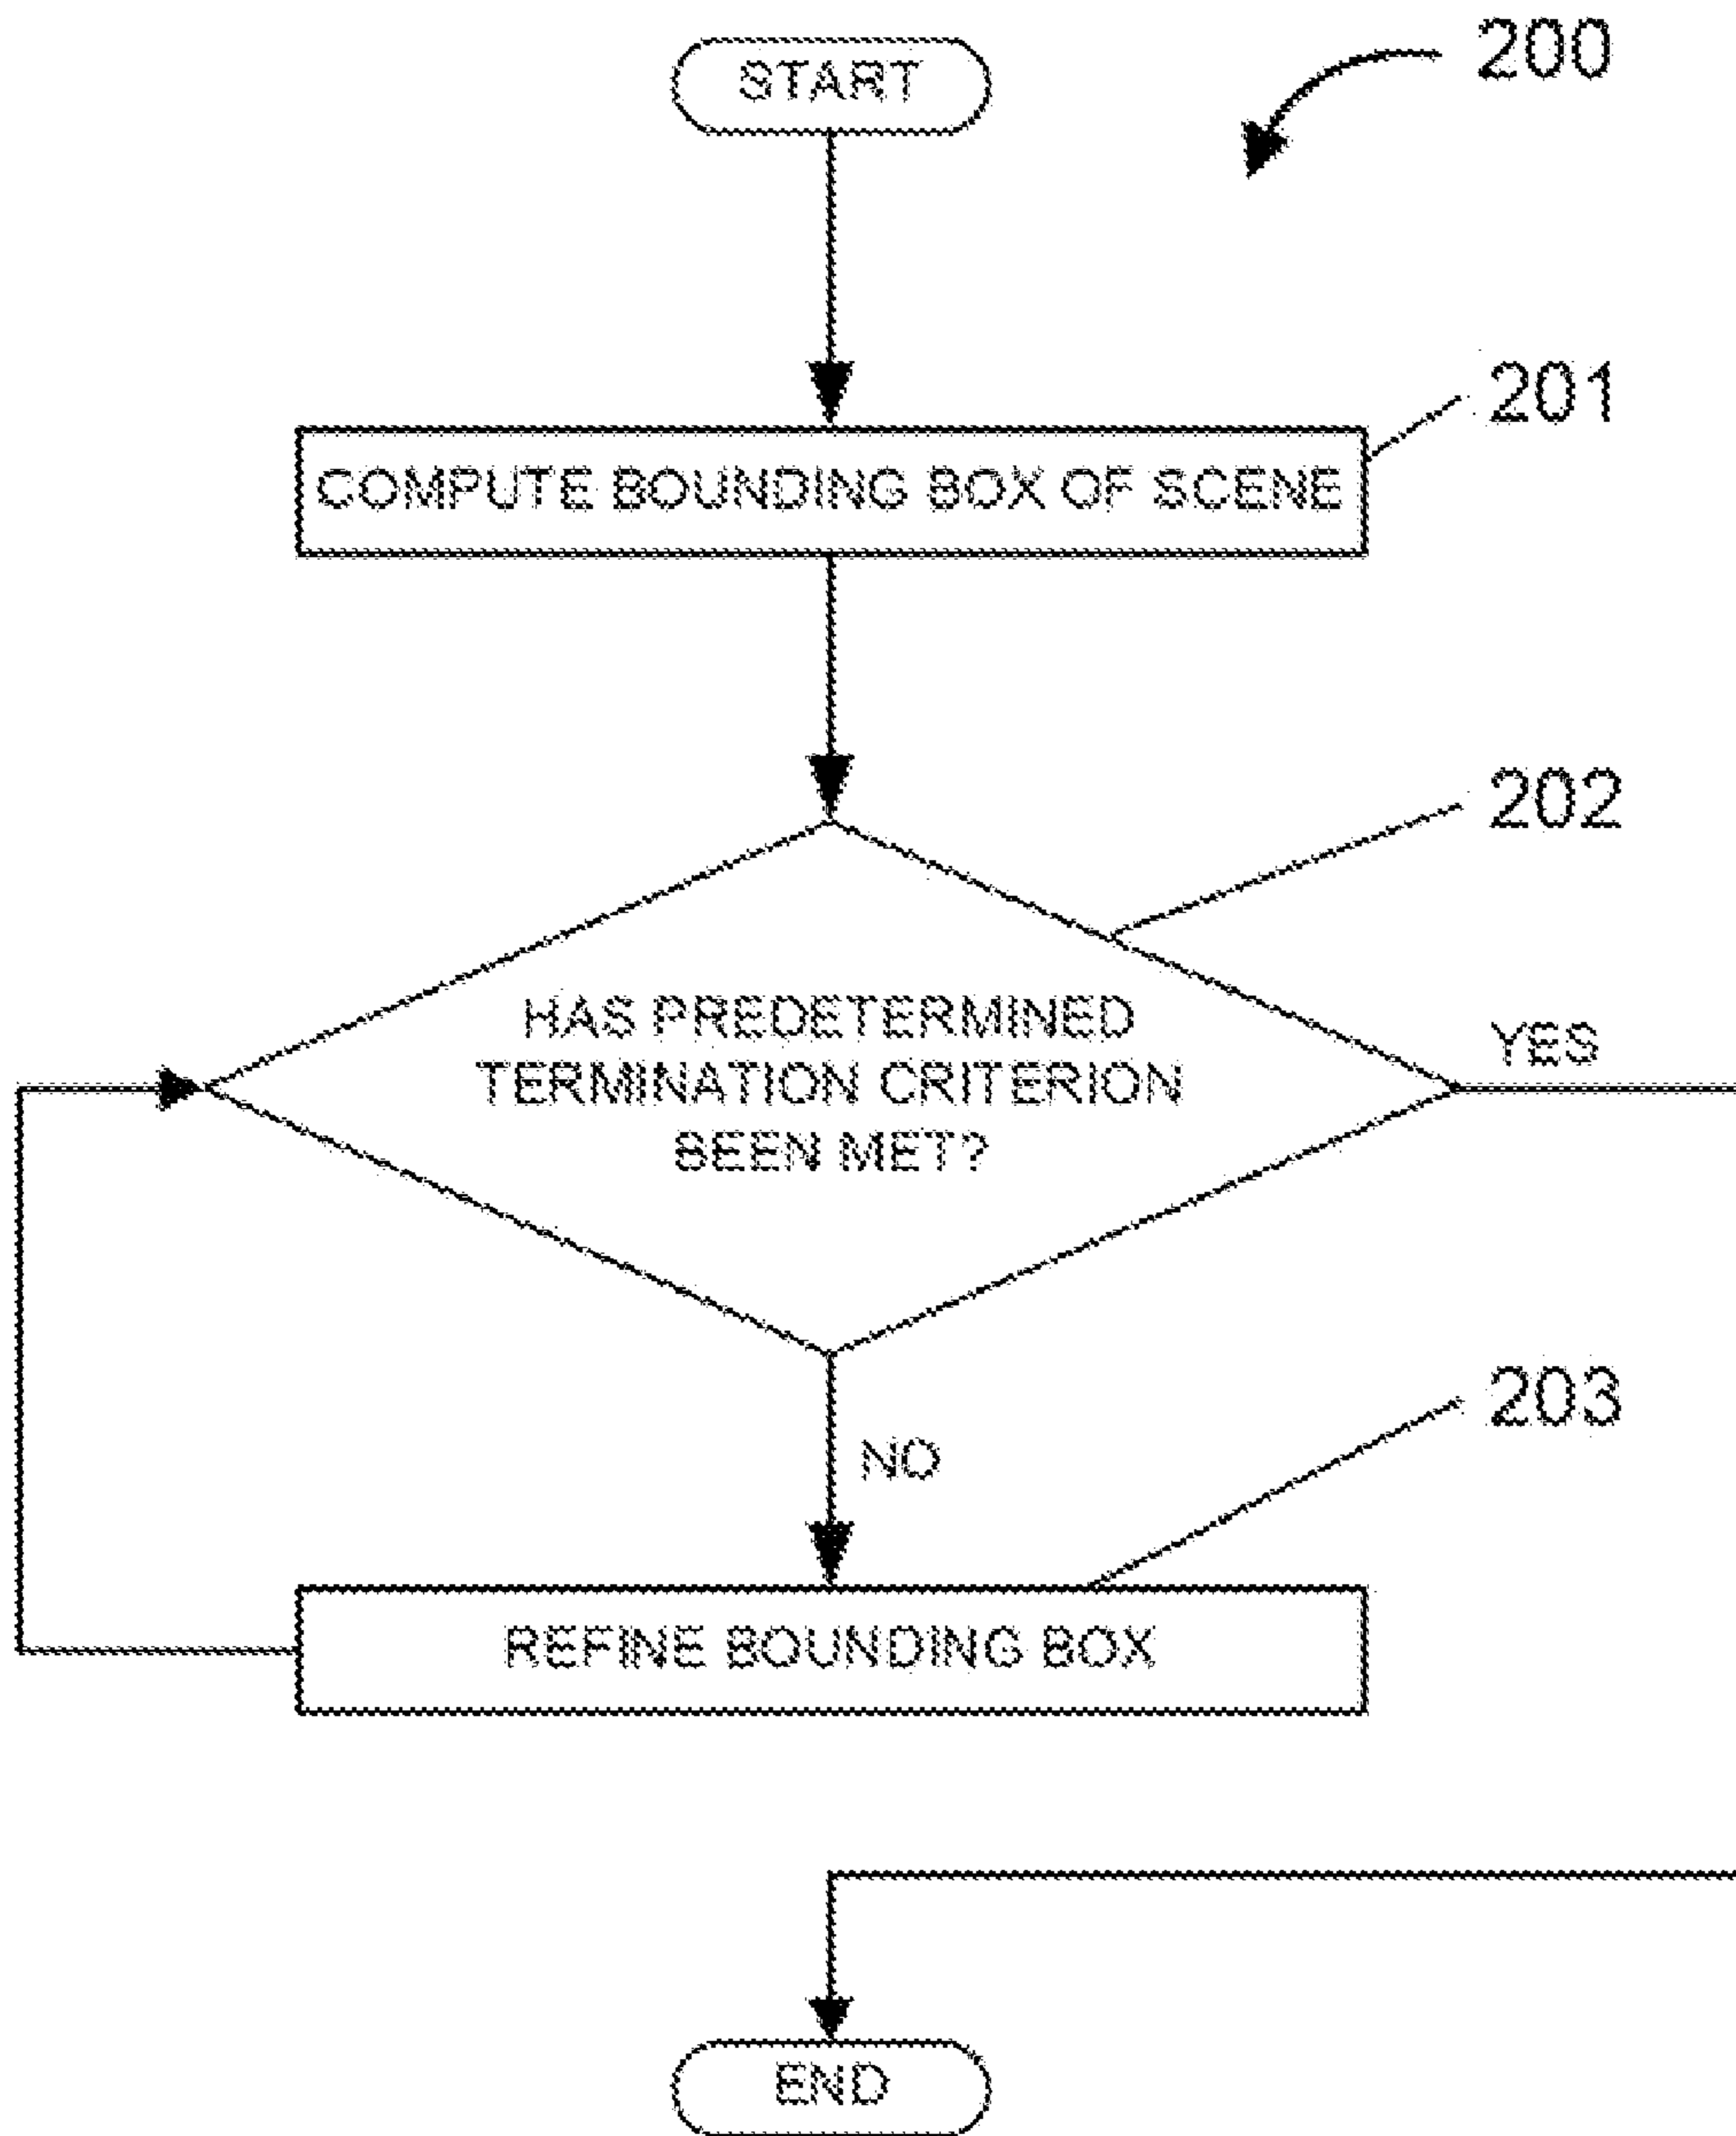 START
200
201
COMPUTE BOUNDING BOX OF SCENE
202
HAS PREDETERMINED
TERMINATION CRITERION
BEEN MET?
YES
NO
203
REFINE BOUNDING BOX
END